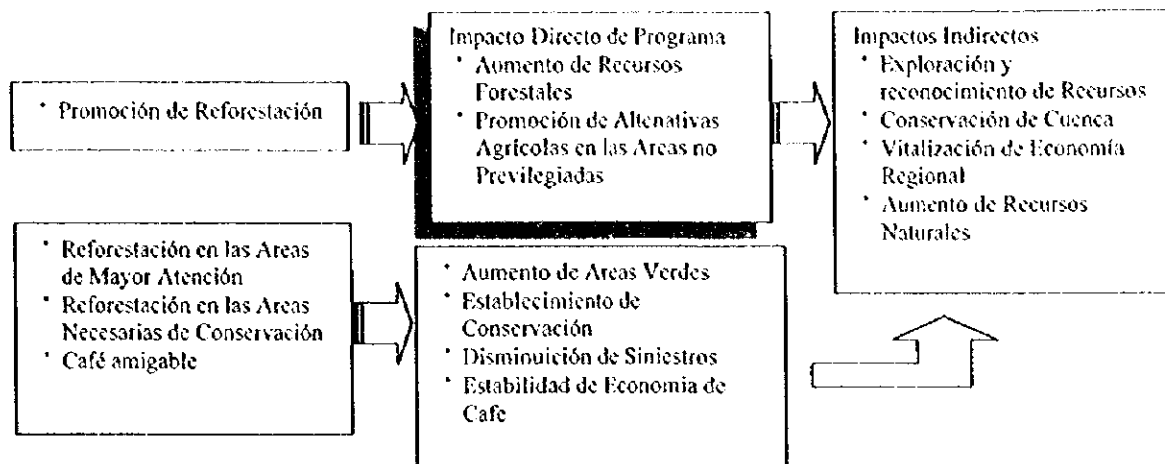 • Promoción de Reforestación
Impacto Directo de Programa
• Aumento de Recursos
Forestales
• Promoción de Altenativas
Agrícolas en las Areas no
Previlegiadas
Impactos Indirectos
• Exploración y
reconocimiento de Recursos
• Conservación de Cuenca
• Vitalización de Economía
Regional
• Aumento de Recursos
Naturales
• Reforestación en las Areas
de Mayor Atención
• Reforestación en las Areas
Necesarias de Conservación
• Café amigable
• Aumento de Areas Verdes
• Establecimiento de
Conservación
• Disminuición de Siniestros
• Estabilidad de Economia de
Cafe